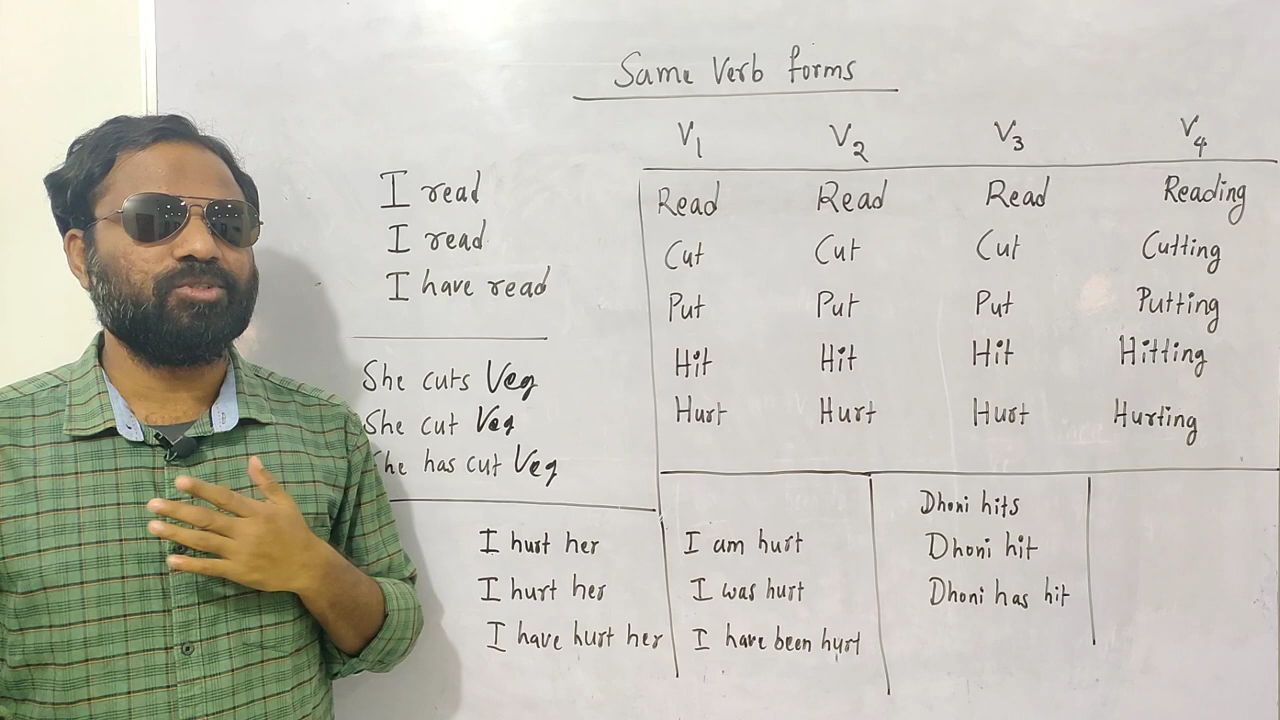 Same Verb forms
V1 V2 V3 V4
Read Read Read Reading
Cut Cut Cut Cutting
Put Put Put Putting
Hit Hit Hit Hitting
Hurt Hurt Hurt Hurting
I read
I read
I have read
She cuts Veg
She cut Veg
She has cut Veg
I hurt her
I hurt her
I have hurt her
I am hurt
I was hurt
I have been hurt
Dhoni hits
Dhoni hit
Dhoni has hit